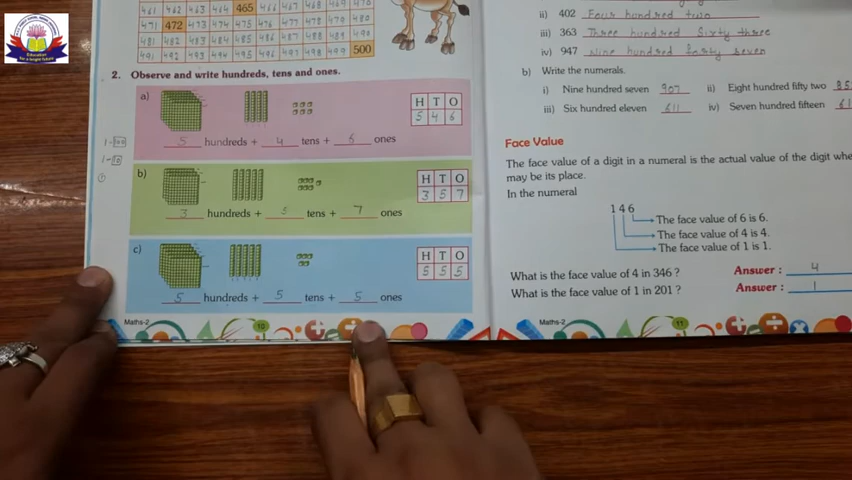 Education
For a bright future
461 462 463 464 465 466 467 468 469 470
471 472 473 474 475 476 477 478 479 480
481 482 483 484 485 486 487 488 489 490
491 492 493 494 495 496 497 498 499 500
2. Observe and write hundreds, tens and ones.
a)
H T O
5 4 6
5 hundreds + 4 tens + 6 ones
1-100
1-10
b)
H T O
3 5 7
3 hundreds + 5 tens + 7 ones
c)
H T O
5 5 5
5 hundreds + 5 tens + 5 ones
Maths-2
10
ii) 402 Four hundred two
iii) 363 Three hundred Sixty three
iv) 947 Nine hundred forty seven
b) Write the numerals.
i) Nine hundred seven 907 ii) Eight hundred fifty two 85
iii) Six hundred eleven 611 iv) Seven hundred fifteen
Face Value
The face value of a digit in a numeral is the actual value of the digit whe
may be its place.
In the numeral
1 4 6
The face value of 6 is 6.
The face value of 4 is 4.
The face value of 1 is 1.
What is the face value of 4 in 346 ? Answer : 4
What is the face value of 1 in 201 ? Answer : 1
Maths-2
11